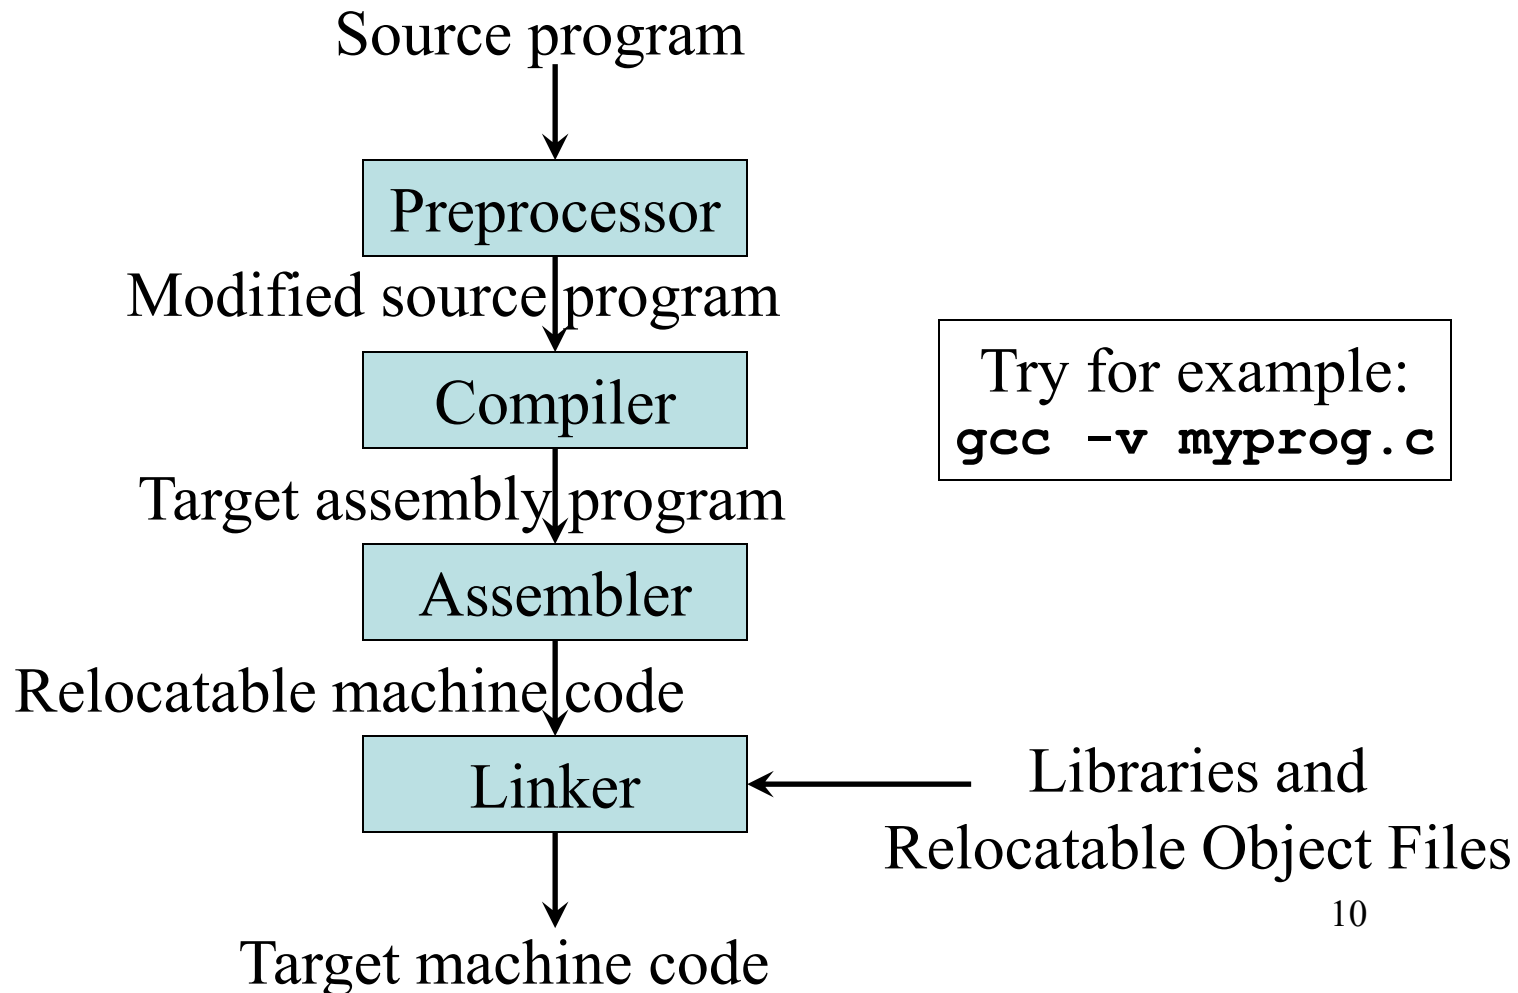 Source program
Preprocessor
Modified source program
Compiler
Try for example:
gcc -v myprog.c
Target assembly program
Assembler
Relocatable machine code
Linker
Libraries and
Relocatable Object Files
10
Target machine code